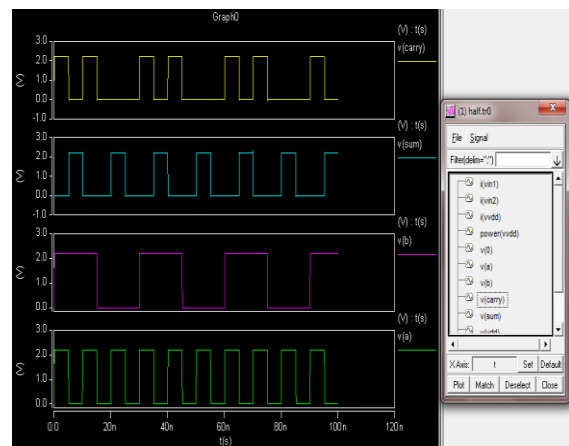 Graph0
(V) : t(s)
v(carry)
3.0
2.0
1.0
0.0
-1.0
(V) : t(s)
v(sum)
3.0
2.0
1.0
0.0
-1.0
(V) : t(s)
v(b)
3.0
2.0
1.0
0.0
(V) : t(s)
v(a)
3.0
2.0
1.0
0.0
0.0 20n 40n 60n 80n 100n 120n
t(s)
(1) half.tr0
File Signal
Filter(delim=";")
i(vin1)
i(vin2)
i(vvdd)
power(vvdd)
v(0)
v(a)
v(b)
v(carry)
v(sum)
v(vdd)
X Axis: t Set Default
Plot Match Deselect Close